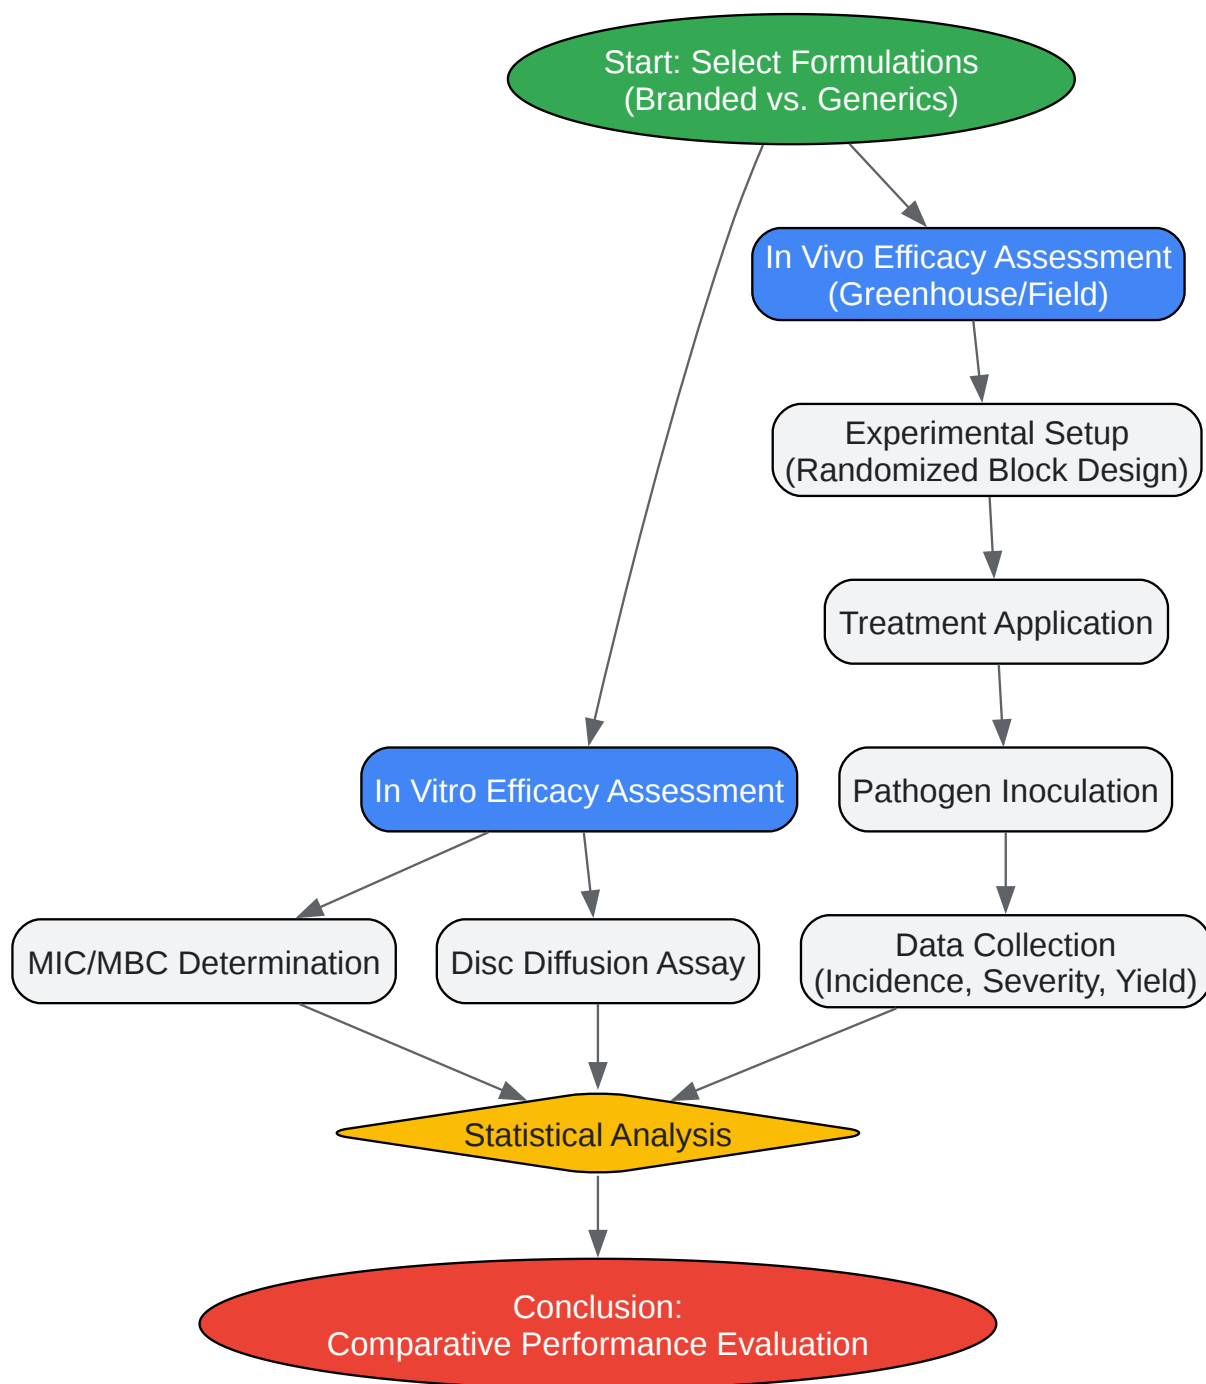 Start: Select Formulations
(Branded vs. Generics)
In Vivo Efficacy Assessment
(Greenhouse/Field)
Experimental Setup
(Randomized Block Design)
Treatment Application
In Vitro Efficacy Assessment
Pathogen Inoculation
MIC/MBC Determination
Disc Diffusion Assay
Data Collection
(Incidence, Severity, Yield)
Statistical Analysis
Conclusion:
Comparative Performance Evaluation